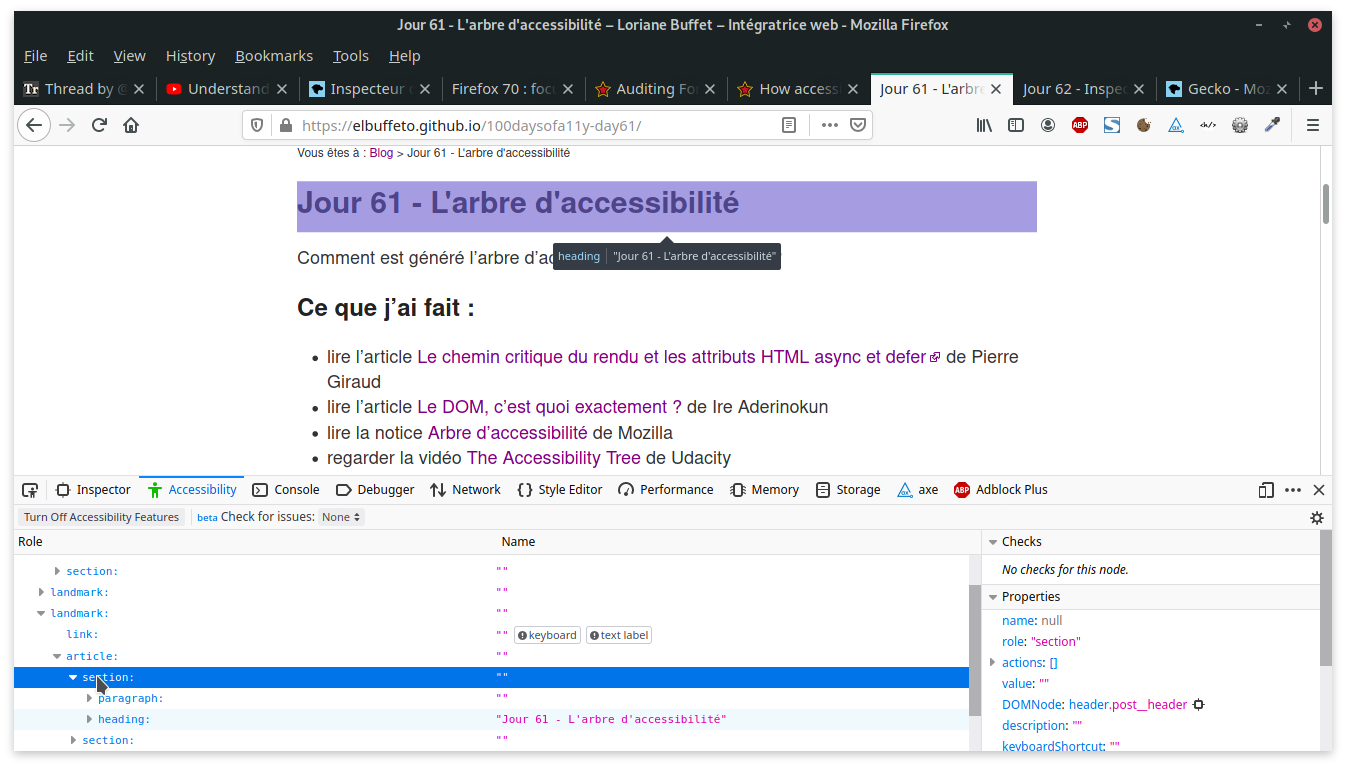 Jour 61 - L'arbre d'accessibilité – Loriane Buffet – Intégratrice web - Mozilla Firefox
File Edit View History Bookmarks Tools Help
Thread by @ Understand Inspecteur Firefox 70 : foc Auditing Fo How access Jour 61 - L'arbre Jour 62 - Inspec Gecko - Moz
https://elbuffeto.github.io/100daysofa11y-day61/
Vous êtes à : Blog > Jour 61 - L'arbre d'accessibilité
Jour 61 - L'arbre d'accessibilité
Comment est généré l’arbre d’ac
heading "Jour 61 - L'arbre d'accessibilité"
Ce que j’ai fait :
• lire l’article Le chemin critique du rendu et les attributs HTML async et defer de Pierre
Giraud
• lire l’article Le DOM, c’est quoi exactement ? de Ire Aderinokun
• lire la notice Arbre d’accessibilité de Mozilla
• regarder la vidéo The Accessibility Tree de Udacity
Inspector Accessibility Console Debugger Network Style Editor Performance Memory Storage axe Adblock Plus
Turn Off Accessibility Features beta Check for issues: None
Role Name Checks
section: "" No checks for this node.
landmark: "" Properties
landmark: "" name: null
link: "" keyboard text label role: "section"
article: "" actions: []
section: "" value: ""
paragraph: "" DOMNode: header.post__header
heading: "Jour 61 - L'arbre d'accessibilité" description: ""
section: "" keyboardShortcut: ""